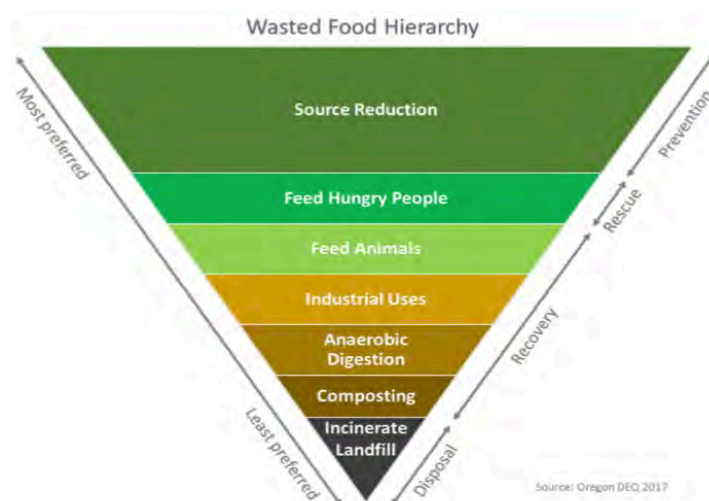 Wasted Food Hierarchy
Most preferred
Source Reduction
Prevention
Feed Hungry People
Rescue
Feed Animals
Industrial Uses
Recovery
Anaerobic
Digestion
Composting
Least preferred
Incinerate
Landfill
Disposal
Source: Oregon DEQ 2017